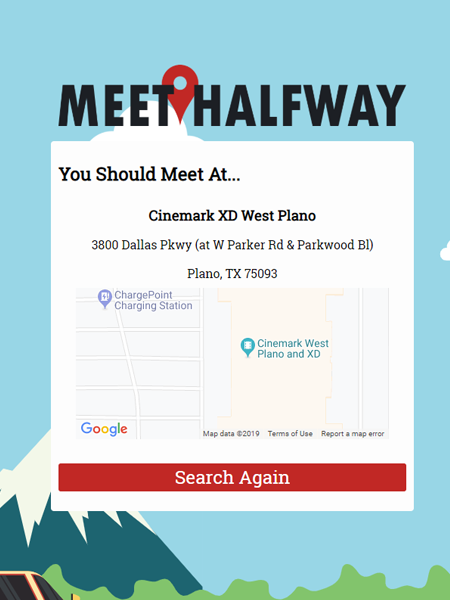 MEET HALFWAY
You Should Meet At...
Cinemark XD West Plano
3800 Dallas Pkwy (at W Parker Rd & Parkwood Bl)
Plano, TX 75093
ChargePoint
Charging Station
Cinemark West
Plano and XD
Google
Map data ©2019 Terms of Use Report a map error
Search Again